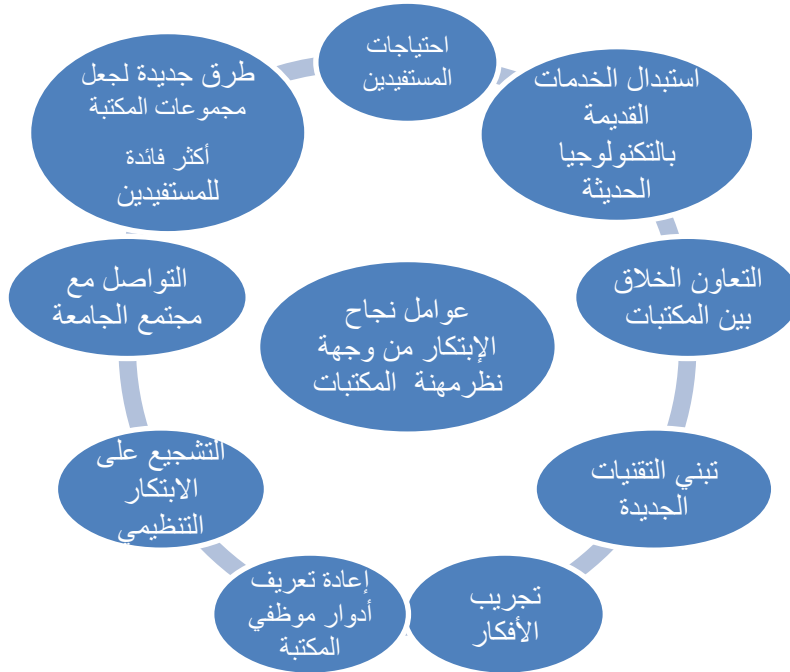 احتياجات
المستفيدين
استبدال الخدمات
القديمة
بالتكنولوجيا
الحديثة
التعاون الخلاق
بين المكتبات
تبني التقنيات
الجديدة
تجريب
الأفكار
إعادة تعريف
أدوار موظفي
المكتبة
التشجيع على
الابتكار
التنظيمي
التواصل مع
مجتمع الجامعة
طرق جديدة لجعل
مجموعات المكتبة
أكثر فائدة
للمستفيدين
عوامل نجاح
الإبتكار من وجهة
نظرمهنة المكتبات